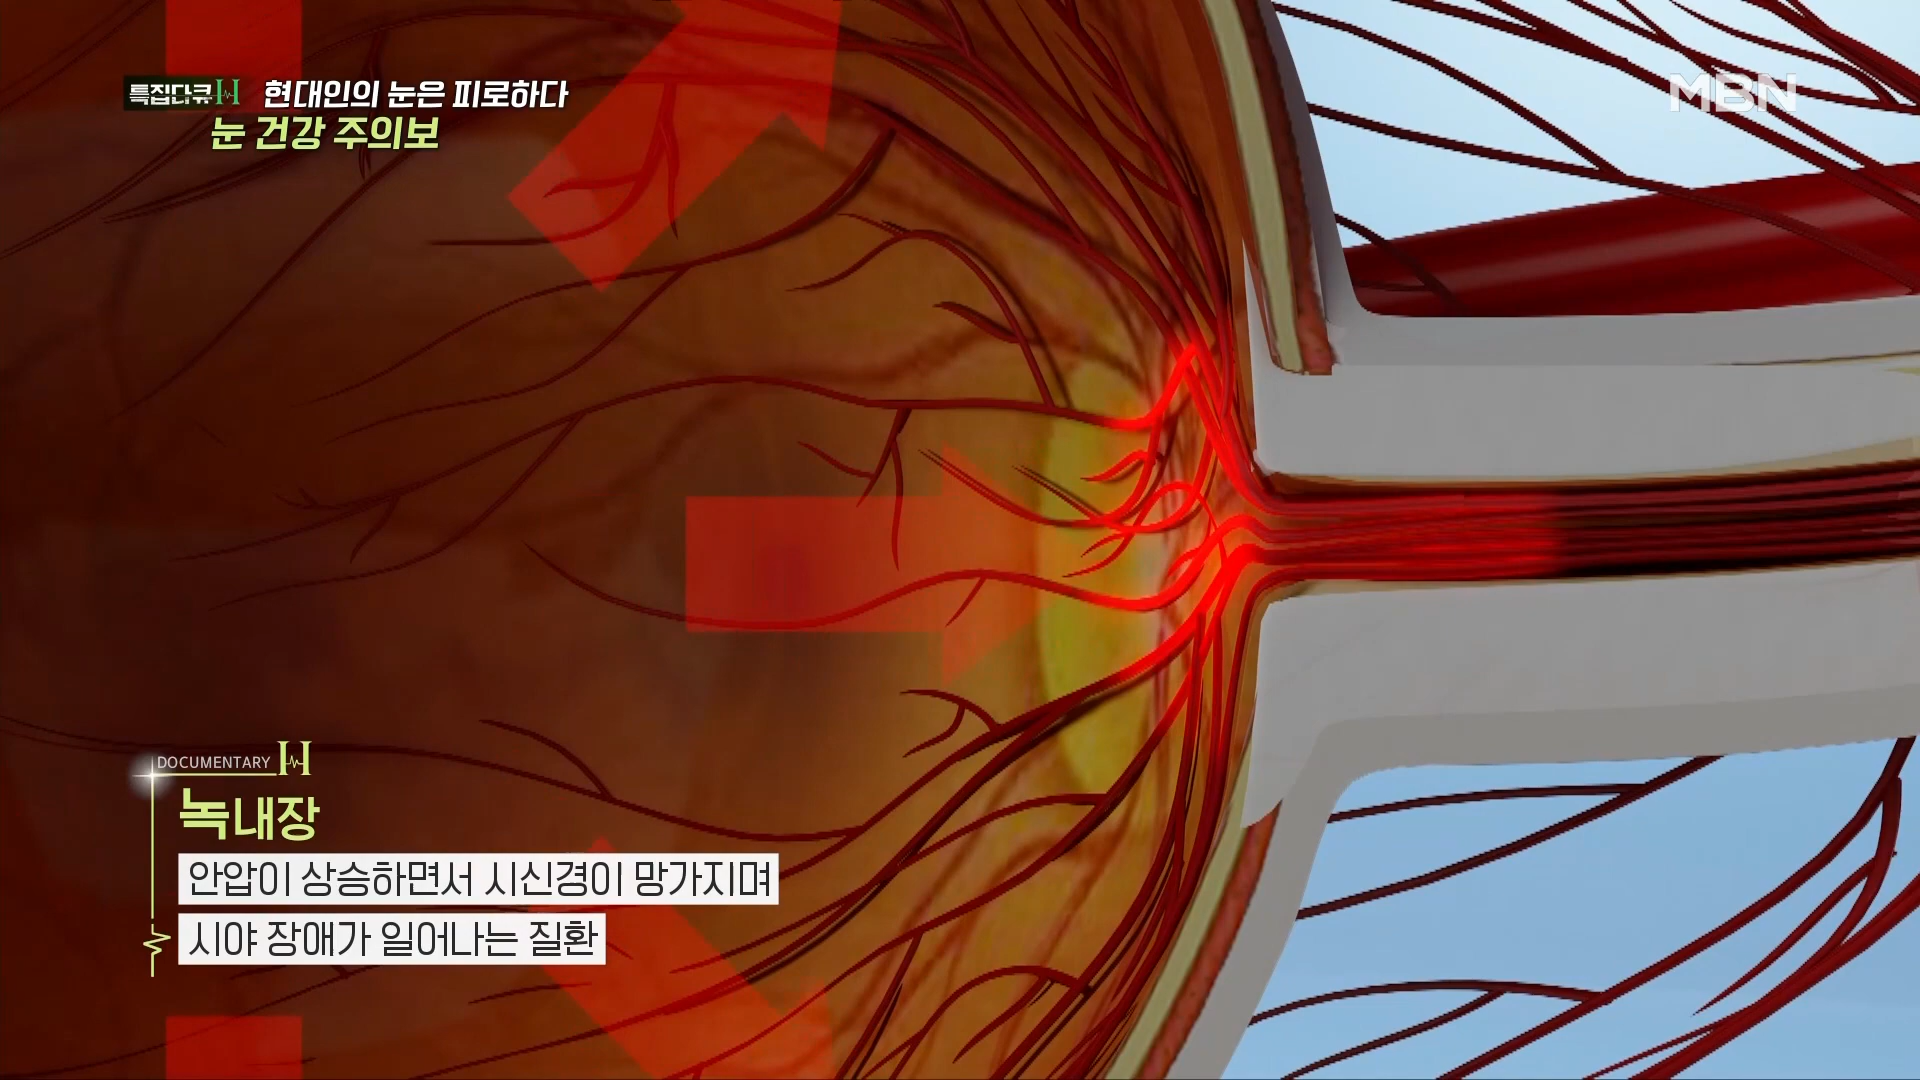 특집다큐H 현대인의 눈은 피로하다
눈 건강 주의보
MBN
DOCUMENTARY H
녹내장
안압이 상승하면서 시신경이 망가지며
시야 장애가 일어나는 질환